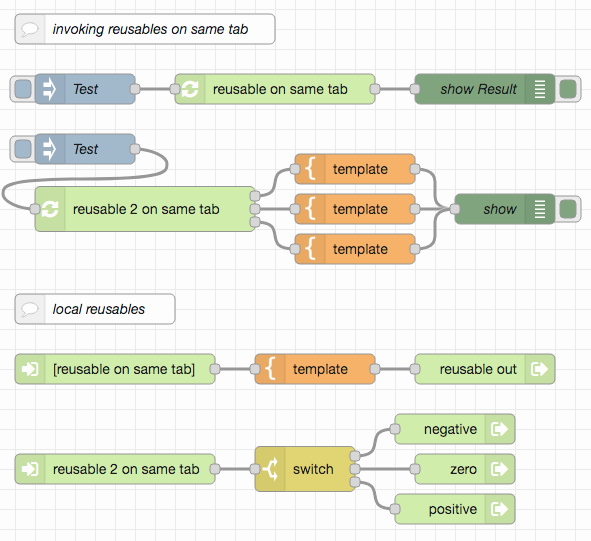 invoking reusables on same tab
Test
reusable on same tab
show Result
Test
reusable 2 on same tab
template
template
template
show
local reusables
[reusable on same tab]
template
reusable out
reusable 2 on same tab
switch
negative
zero
positive